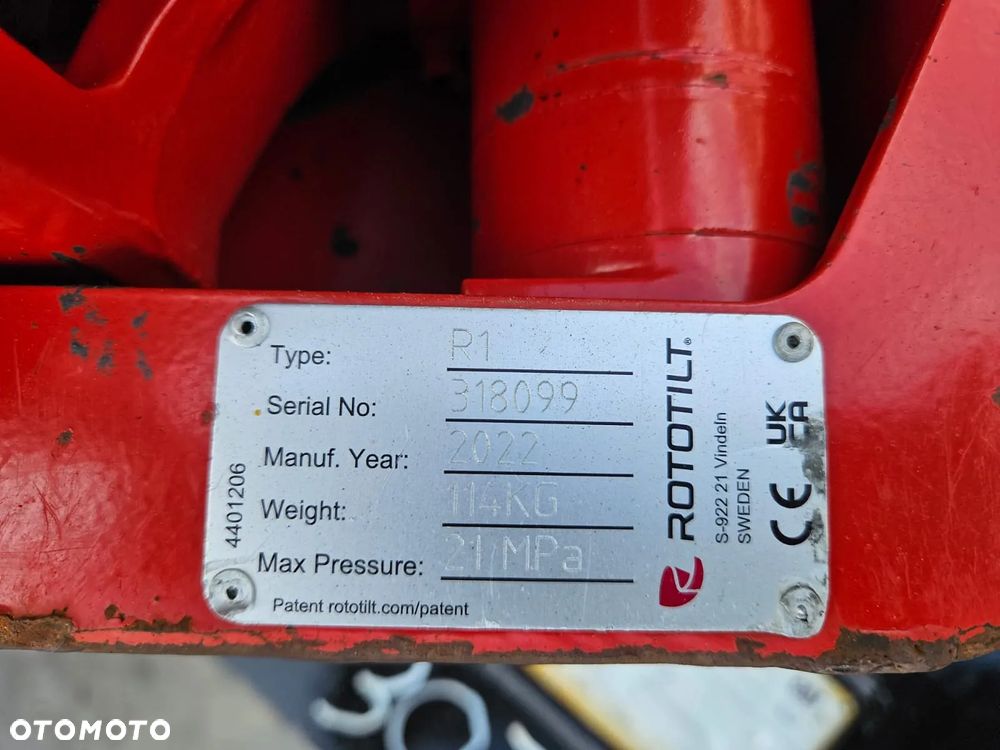 Type: R1
Serial No: 318099
Manuf. Year: 2022
Weight: 114KG
Max Pressure: 21 MPa
Patent rototilt.com/patent
4401206
ROTOTILT®
S-922 21 Vindeln
SWEDEN
UK
CA
CE
OTOMOTO